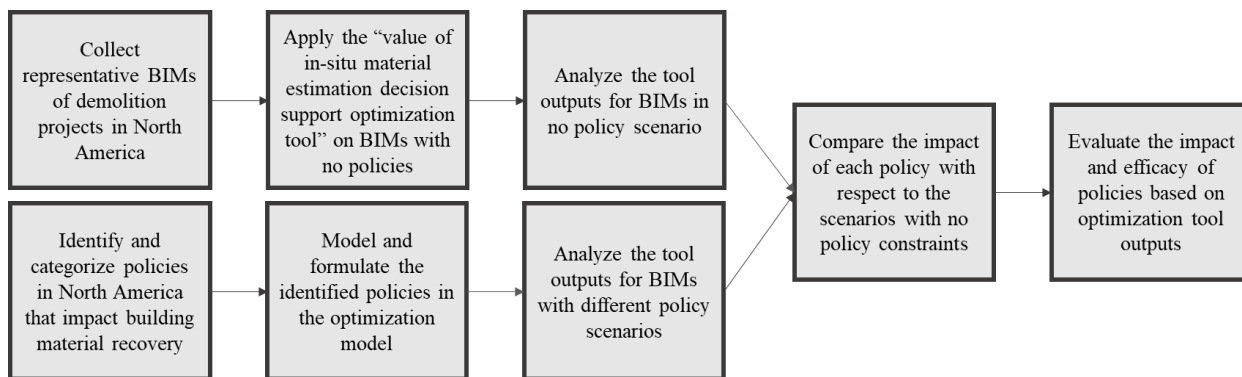 Collect
representative BIMs
of demolition
projects in North
America
Apply the “value of
in-situ material
estimation decision
support optimization
tool” on BIMs with
no policies
Analyze the tool
outputs for BIMs in
no policy scenario
Identify and
categorize policies
in North America
that impact building
material recovery
Model and
formulate the
identified policies in
the optimization
model
Analyze the tool
outputs for BIMs
with different policy
scenarios
Compare the impact
of each policy with
respect to the
scenarios with no
policy constraints
Evaluate the impact
and efficacy of
policies based on
optimization tool
outputs